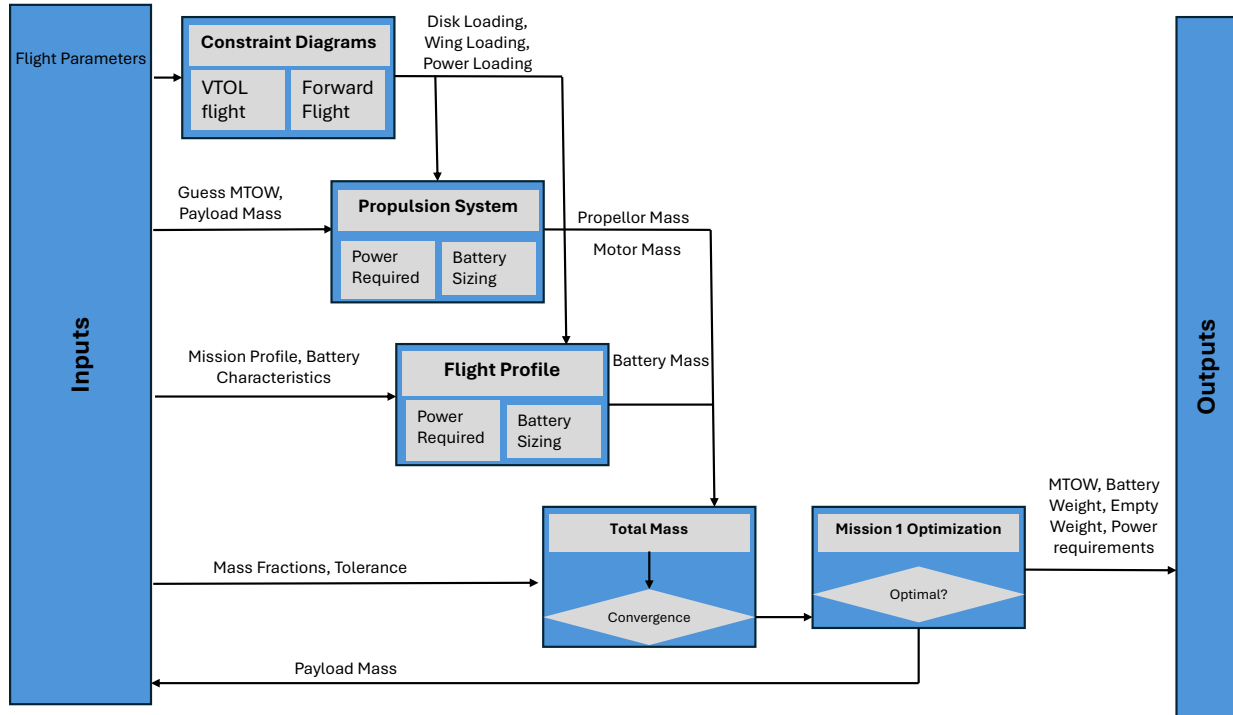 Flight Parameters
Inputs
Constraint Diagrams
VTOL
flight
Forward
Flight
Disk Loading,
Wing Loading,
Power Loading
Guess MTOW,
Payload Mass
Propulsion System
Power
Required
Battery
Sizing
Propellor Mass
Motor Mass
Mission Profile, Battery
Characteristics
Flight Profile
Power
Required
Battery
Sizing
Battery Mass
Mass Fractions, Tolerance
Total Mass
Convergence
Mission 1 Optimization
Optimal?
MTOW, Battery
Weight, Empty
Weight, Power
requirements
Payload Mass
Outputs